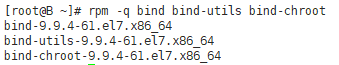 [root@B ~]# rpm -q bind bind-utils bind-chroot
bind-9.9.4-61.el7.x86_64
bind-utils-9.9.4-61.el7.x86_64
bind-chroot-9.9.4-61.el7.x86_64